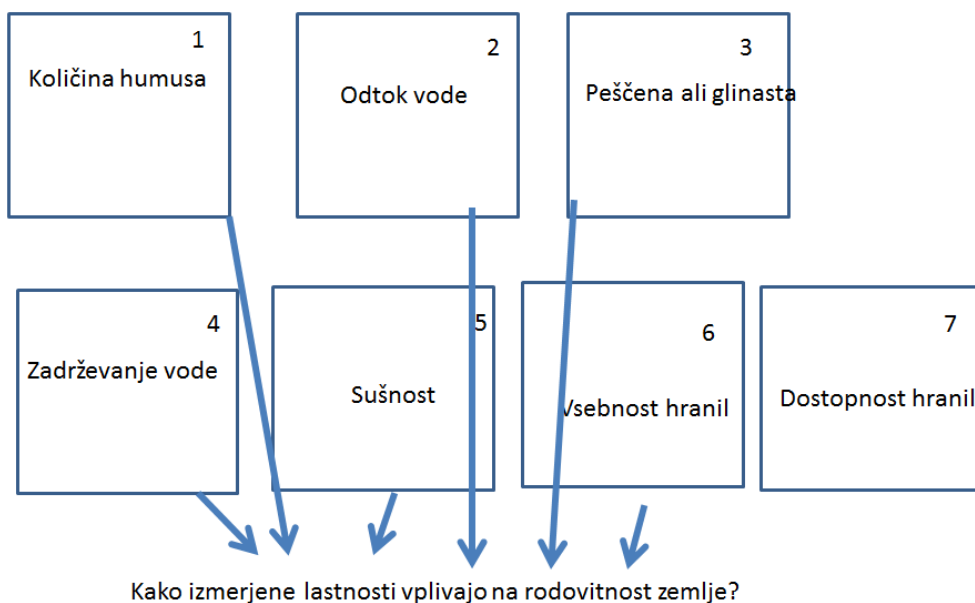 1
Količina humusa
2
Odtok vode
3
Peščena ali glinasta
4
Zadrževanje vode
5
Sušnost
6
Vsebnost hranil
7
Dostopnost hranil
Kako izmerjene lastnosti vplivajo na rodovitnost zemlje?